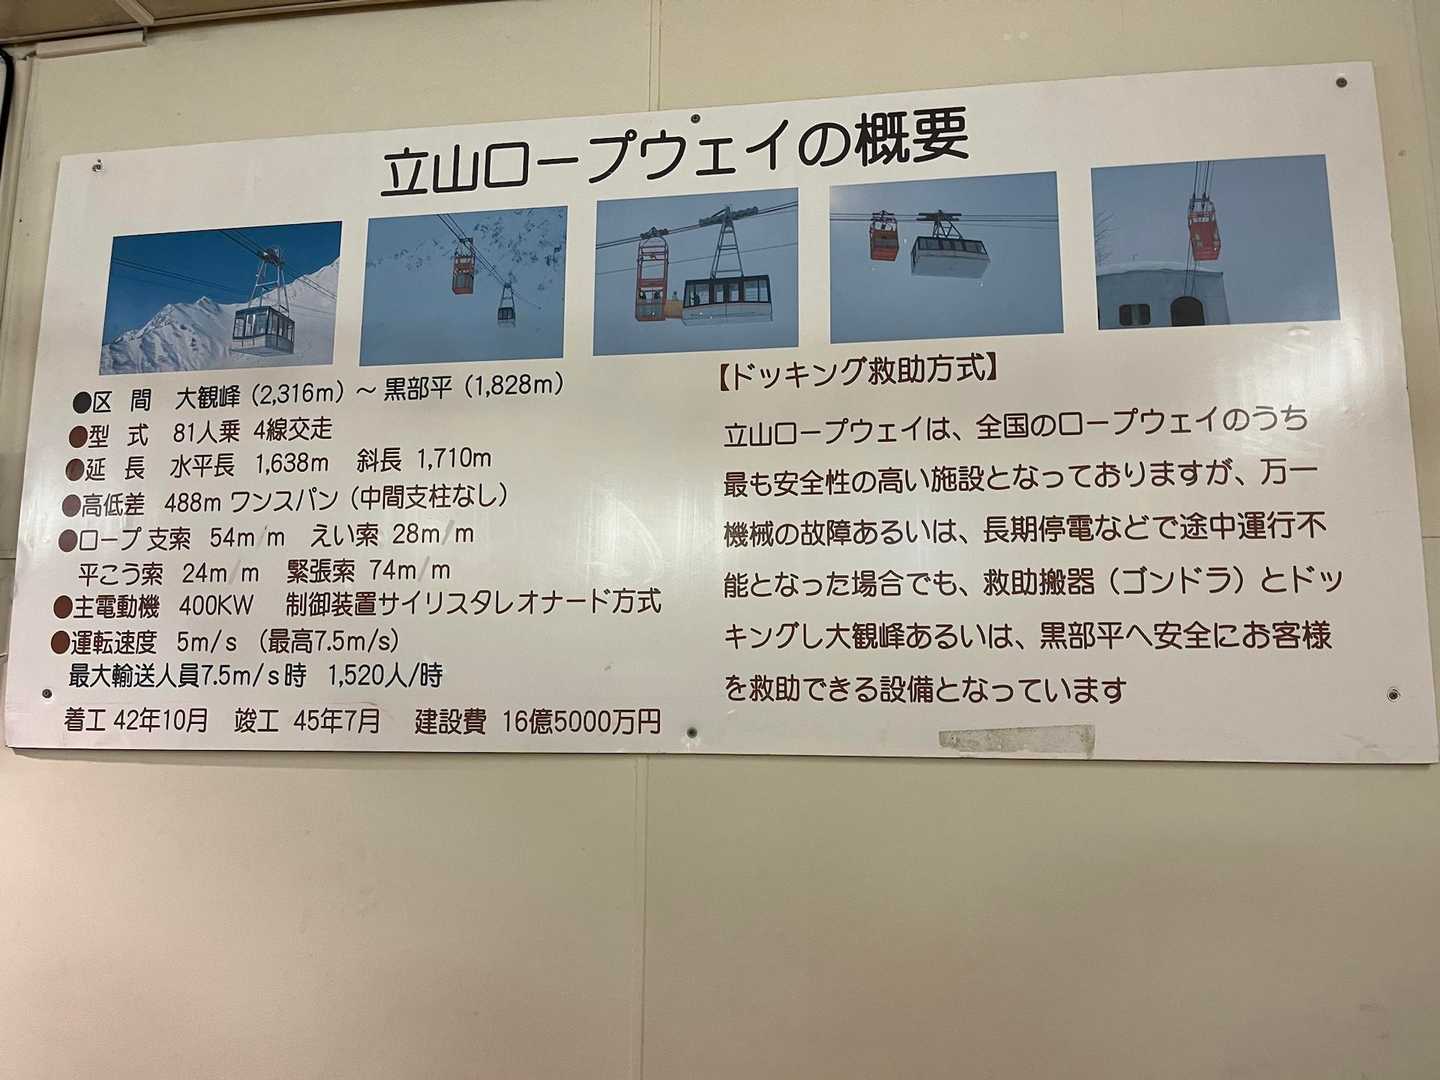 立山ロープウェイの概要
●区　間　大観峰（2,316m）～黒部平（1,828m）
●型　式　81人乗　4線交走
●延　長　水平長　1,638m　斜長　1,710m
●高低差　488mワンスパン（中間支柱なし）
●ロープ 支索　54m/m　えい索　28m/m
平こう索　24m/m　緊張索　74m/m
●主電動機　400KW　制御装置サイリスタレオナード方式
●運転速度　5m/s　（最高7.5m/s）
最大輸送人員7.5m/s時　1,520人/時
着工 42年10月　竣工 45年7月　建設費　16億5000万円
【ドッキング救助方式】
立山ロープウェイは、全国のロープウェイのうち
最も安全性の高い施設となっておりますが、万一
機械の故障あるいは、長期停電などで途中運行不
能となった場合でも、救助搬器（ゴンドラ）とドッ
キングし大観峰あるいは、黒部平へ安全にお客様
を救助できる設備となっています